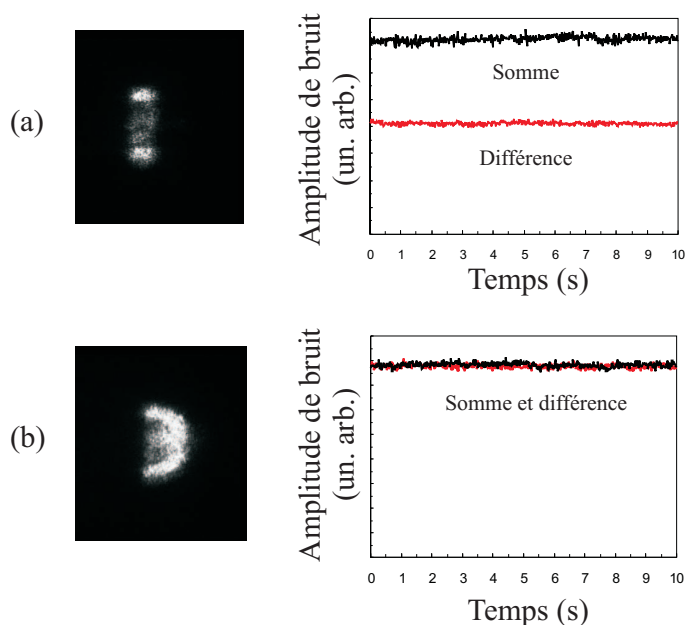 (a)
Amplitude de bruit
(un. arb.)
Somme
Différence
0 1 2 3 4 5 6 7 8 9 10
Temps (s)
(b)
Amplitude de bruit
(un. arb.)
Somme et différence
0 1 2 3 4 5 6 7 8 9 10
Temps (s)